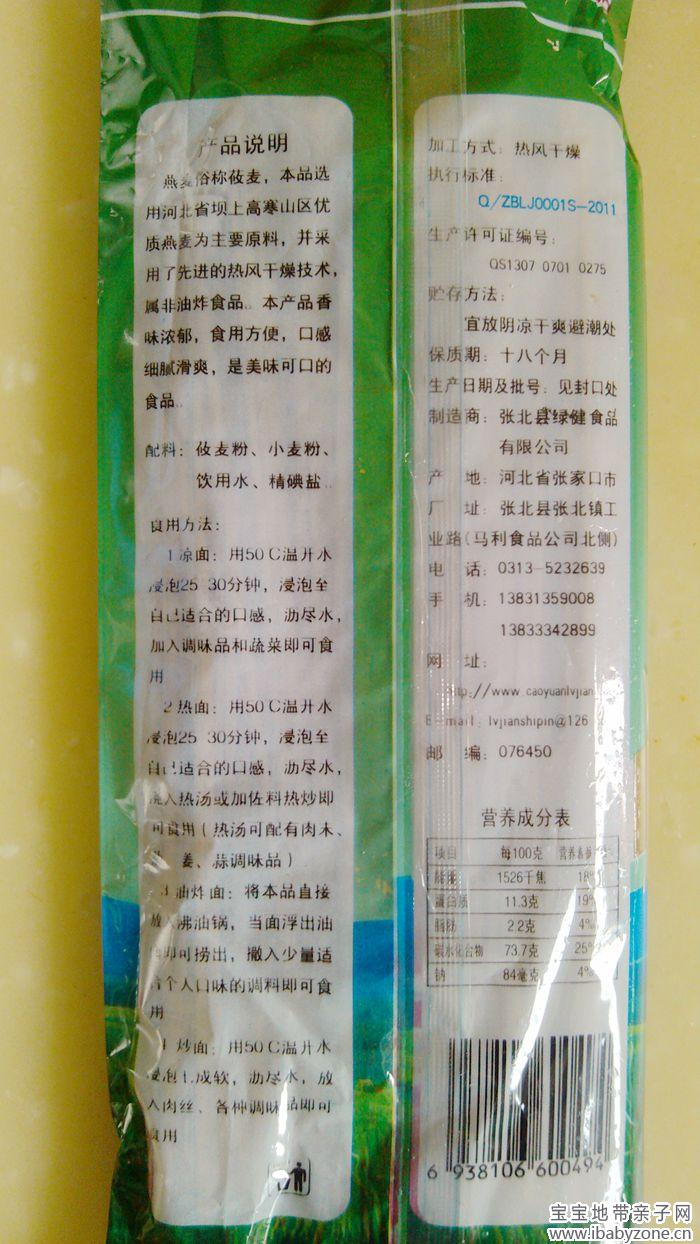 产品说明
燕麦俗称莜麦，本品选
用河北省坝上高寒山区优
质燕麦为主要原料，并采
用了先进的热风干燥技术，
属非油炸食品。本产品香
味浓郁，食用方便，口感
细腻滑爽，是美味可口的
食品。
配料：莜麦粉、小麦粉、
饮用水、精碘盐。
食用方法：
1凉面：用50℃温开水
浸泡25 30分钟，浸泡至
自己适合的口感，沥尽水，
加入调味品和蔬菜即可食
用
2热面：用50℃温开水
浸泡25 30分钟，浸泡至
自己适合的口感，沥尽水，
浇入热汤或加佐料热炒即
可食用（热汤可配有肉末、
姜、蒜调味品）
3油炸面：将本品直接
放入沸油锅，当面浮出油
即可捞出，撒入少量适
合个人口味的调料即可食
用
炒面：用50℃温开水
浸泡七成软，沥尽水，放
入肉丝、各种调味品即可
食用
加工方式：热风干燥
执行标准：
Q/ZBLJ0001S-2011
生产许可证编号：
QS1307 0701 0275
贮存方法：
宜放阴凉干爽避潮处
保质期：十八个月
生产日期及批号：见封口处
制造商：张北县绿健食品
有限公司
产 地：河北省张家口市
厂 址：张北县张北镇工
业路(马利食品公司北侧)
电 话：0313-5232639
手 机：13831359008
13833342899
网 址：
http://www caoyuanlvjian
E-mail：lvjianshipin@126
邮 编：076450
营养成分表
项目 每100克 营养素参
能量 1526千焦 18%
蛋白质 11.3克 19%
脂肪 2.2克 4%
碳水化合物 73.7克 25%
钠 84毫克 4%
6 938106 600494
宝宝地带亲子网
www.ibabyzone.cn